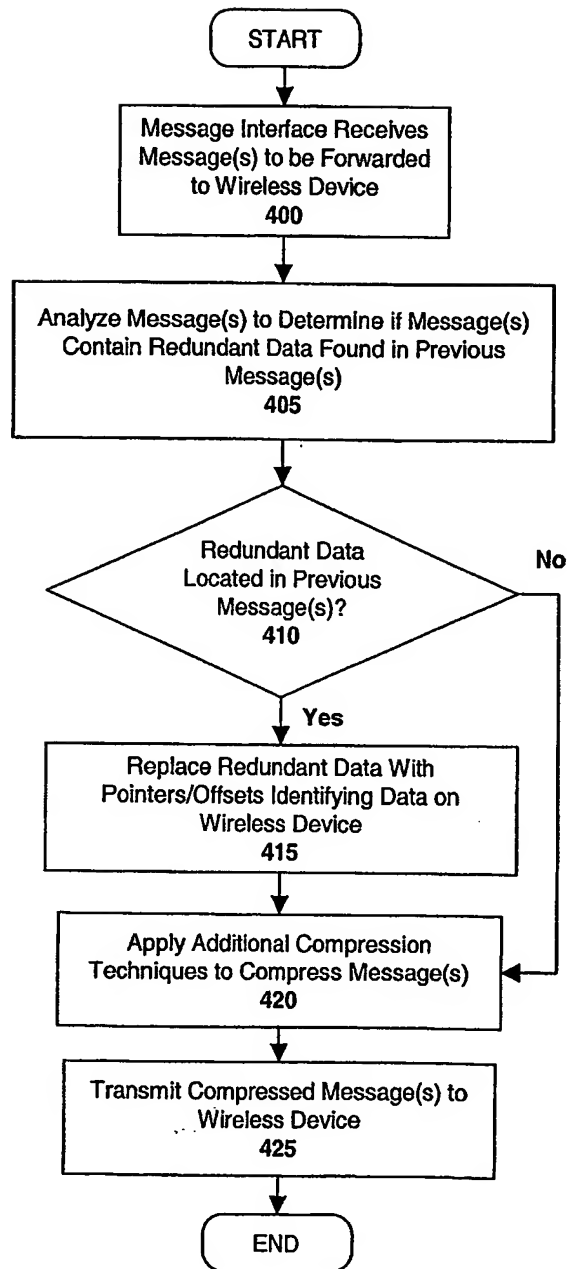 START
Message Interface Receives
Message(s) to be Forwarded
to Wireless Device
400
Analyze Message(s) to Determine if Message(s)
Contain Redundant Data Found in Previous
Message(s)
405
Redundant Data
Located in Previous
Message(s)?
410
No
Yes
Replace Redundant Data With
Pointers/Offsets Identifying Data on
Wireless Device
415
Apply Additional Compression
Techniques to Compress Message(s)
420
Transmit Compressed Message(s) to
Wireless Device
425
END